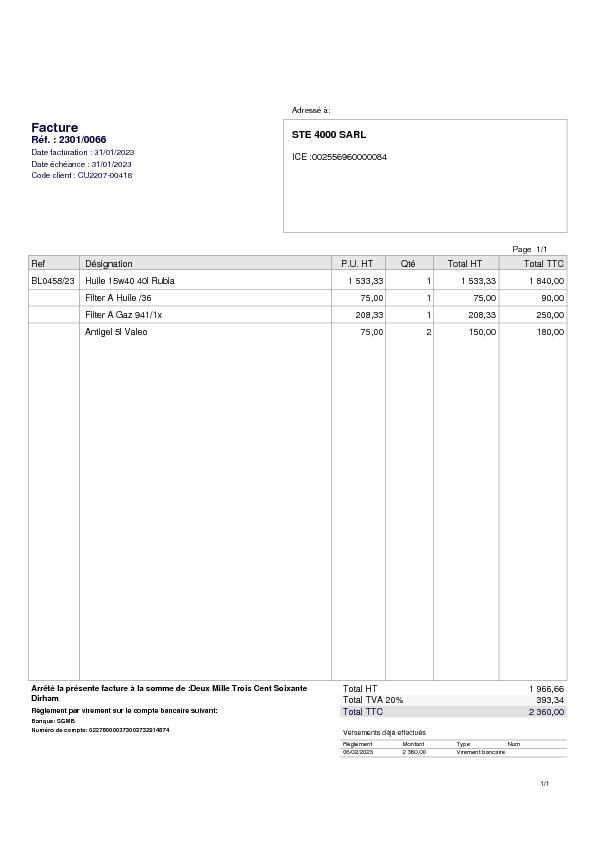 Adressé à:
Facture
Réf. : 2301/0066
Date facturation : 31/01/2023
Date échéance : 31/01/2023
Code client : CU2207-00418
STE 4000 SARL
ICE :002556960000084
Page 1/1
Ref Désignation P.U. HT Qté Total HT Total TTC
BL0458/23 Huile 15w40 40l Rubia 1 533,33 1 1 533,33 1 840,00
Filter A Huile /36 75,00 1 75,00 90,00
Filter A Gaz 941/1x 208,33 1 208,33 250,00
Antigel 5l Valeo 75,00 2 150,00 180,00
Arrêté la présente facture à la somme de :Deux Mille Trois Cent Soixante
Dirham
Règlement par virement sur le compte bancaire suivant:
Banque: SGMB
Numéro de compte:
Total HT 1 966,66
Total TVA 20% 393,34
Total TTC 2 360,00
Versements déjà effectués
Règlement Montant Type Num
06/02/2023 2 360,00 Virement bancaire
1/1